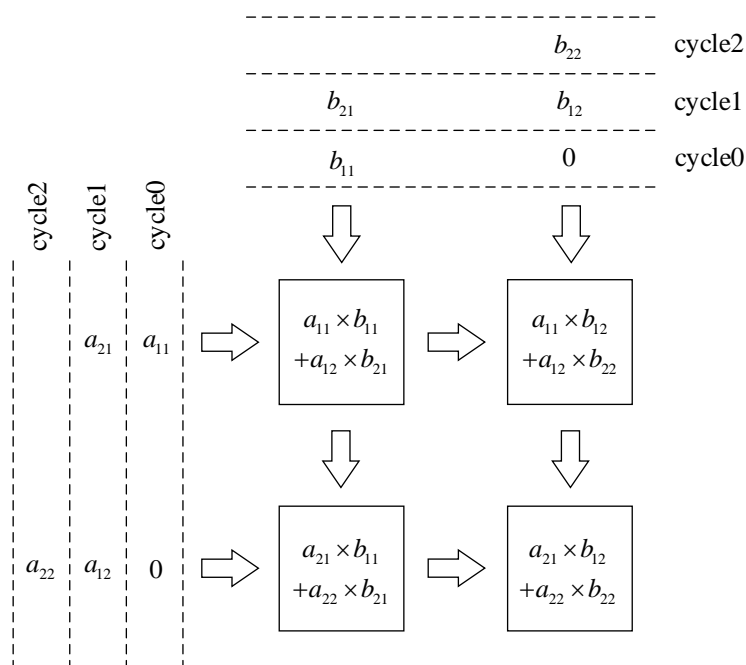 b₂₂ cycle2
b₂₁ b₁₂ cycle1
b₁₁ 0 cycle0
cycle2 cycle1 cycle0
a₂₁ a₁₁
a₁₁ × b₁₁
+a₁₂ × b₂₁
a₁₁ × b₁₂
+a₁₂ × b₂₂
a₂₂ a₁₂ 0
a₂₁ × b₁₁
+a₂₂ × b₂₁
a₂₁ × b₁₂
+a₂₂ × b₂₂